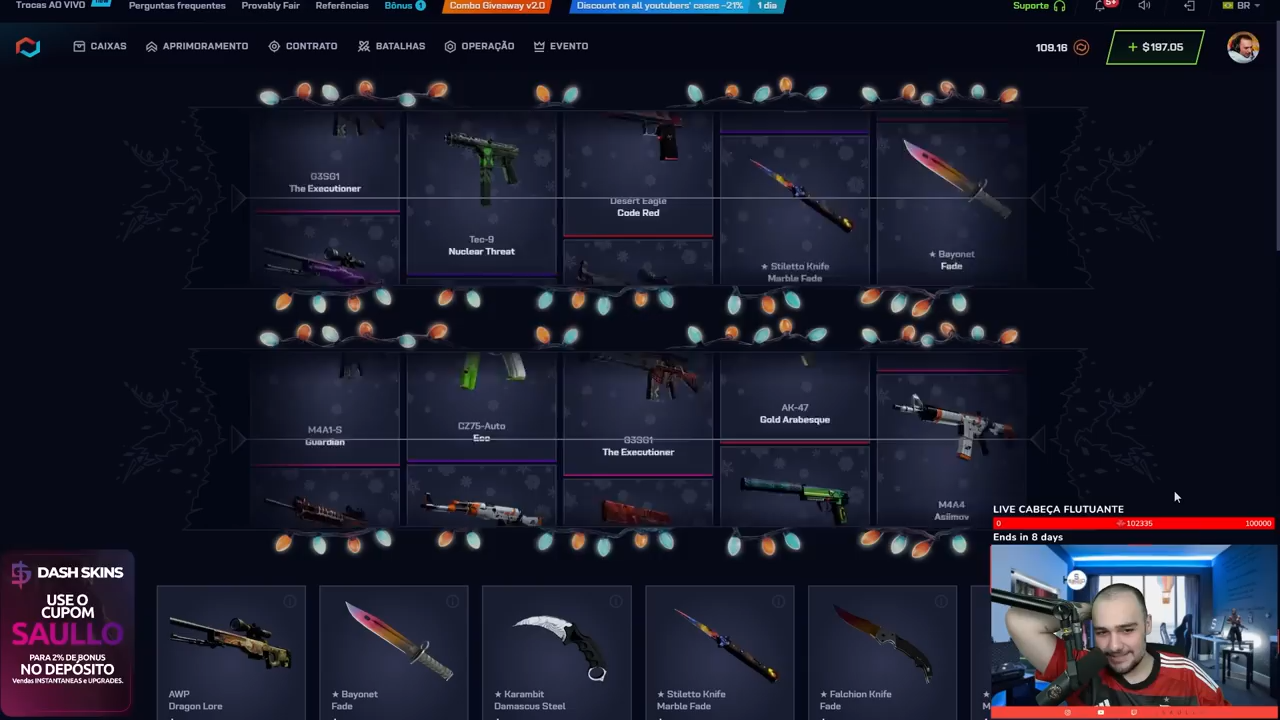 Trocas AO VIVO
Perguntas frequentes
Provably Fair
Referências
Bônus 1
Combo Giveaway v2.0
Discount on all youtubers' cases −21%
1 dia
Suporte
5+
BR
CAIXAS
APRIMORAMENTO
CONTRATO
BATALHAS
OPERAÇÃO
EVENTO
109.16
+ $197.05
G3SG1
The Executioner
Tec-9
Nuclear Threat
Desert Eagle
Code Red
★ Stiletto Knife
Marble Fade
★ Bayonet
Fade
M4A1-S
Guardian
CZ75-Auto
Eco
G3SG1
The Executioner
AK-47
Gold Arabesque
M4A4
Asiimov
LIVE CABEÇA FLUTUANTE
0
102335
100000
Ends in 8 days
DASH SKINS
USE O
CUPOM
SAULLO
PARA 2% DE BONUS
NO DEPÓSITO
Vendas INSTANTANEAS e UPGRADES.
AWP
Dragon Lore
★ Bayonet
Fade
★ Karambit
Damascus Steel
★ Stiletto Knife
Marble Fade
★ Falchion Knife
Fade